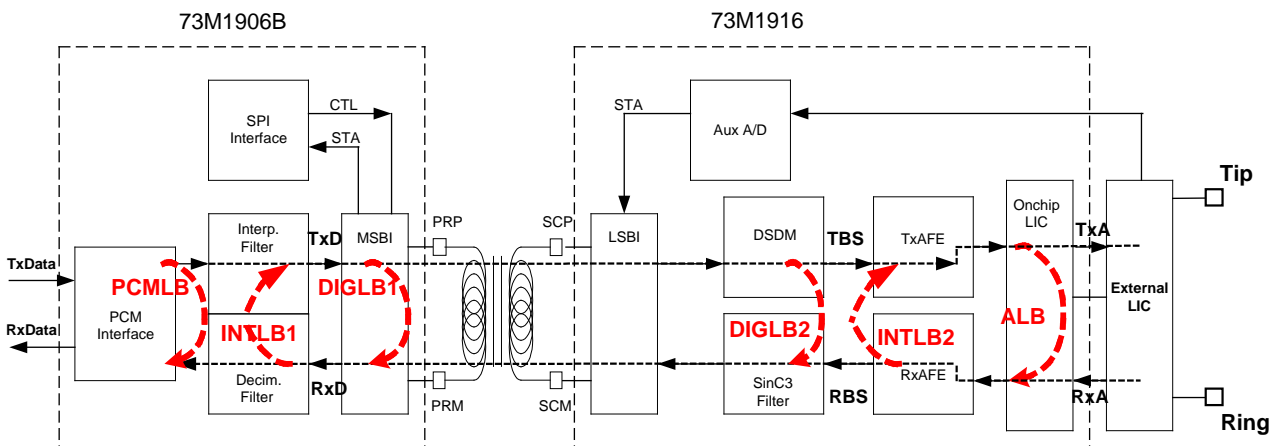 73M1906B
73M1916
SPI
Interface
CTL
STA
STA
Aux A/D
Tip
Interp.
Filter
TxD
MSBI
PRP
SCP
LSBI
DSDM
TBS
TxAFE
Onchip
LIC
TxA
TxData
PCMLB
DIGLB1
External
LIC
RxData
PCM
Interface
INTLB1
DIGLB2
INTLB2
ALB
Decim.
Filter
RxD
PRM
SCM
SinC3
Filter
RBS
RxAFE
RxA
Ring